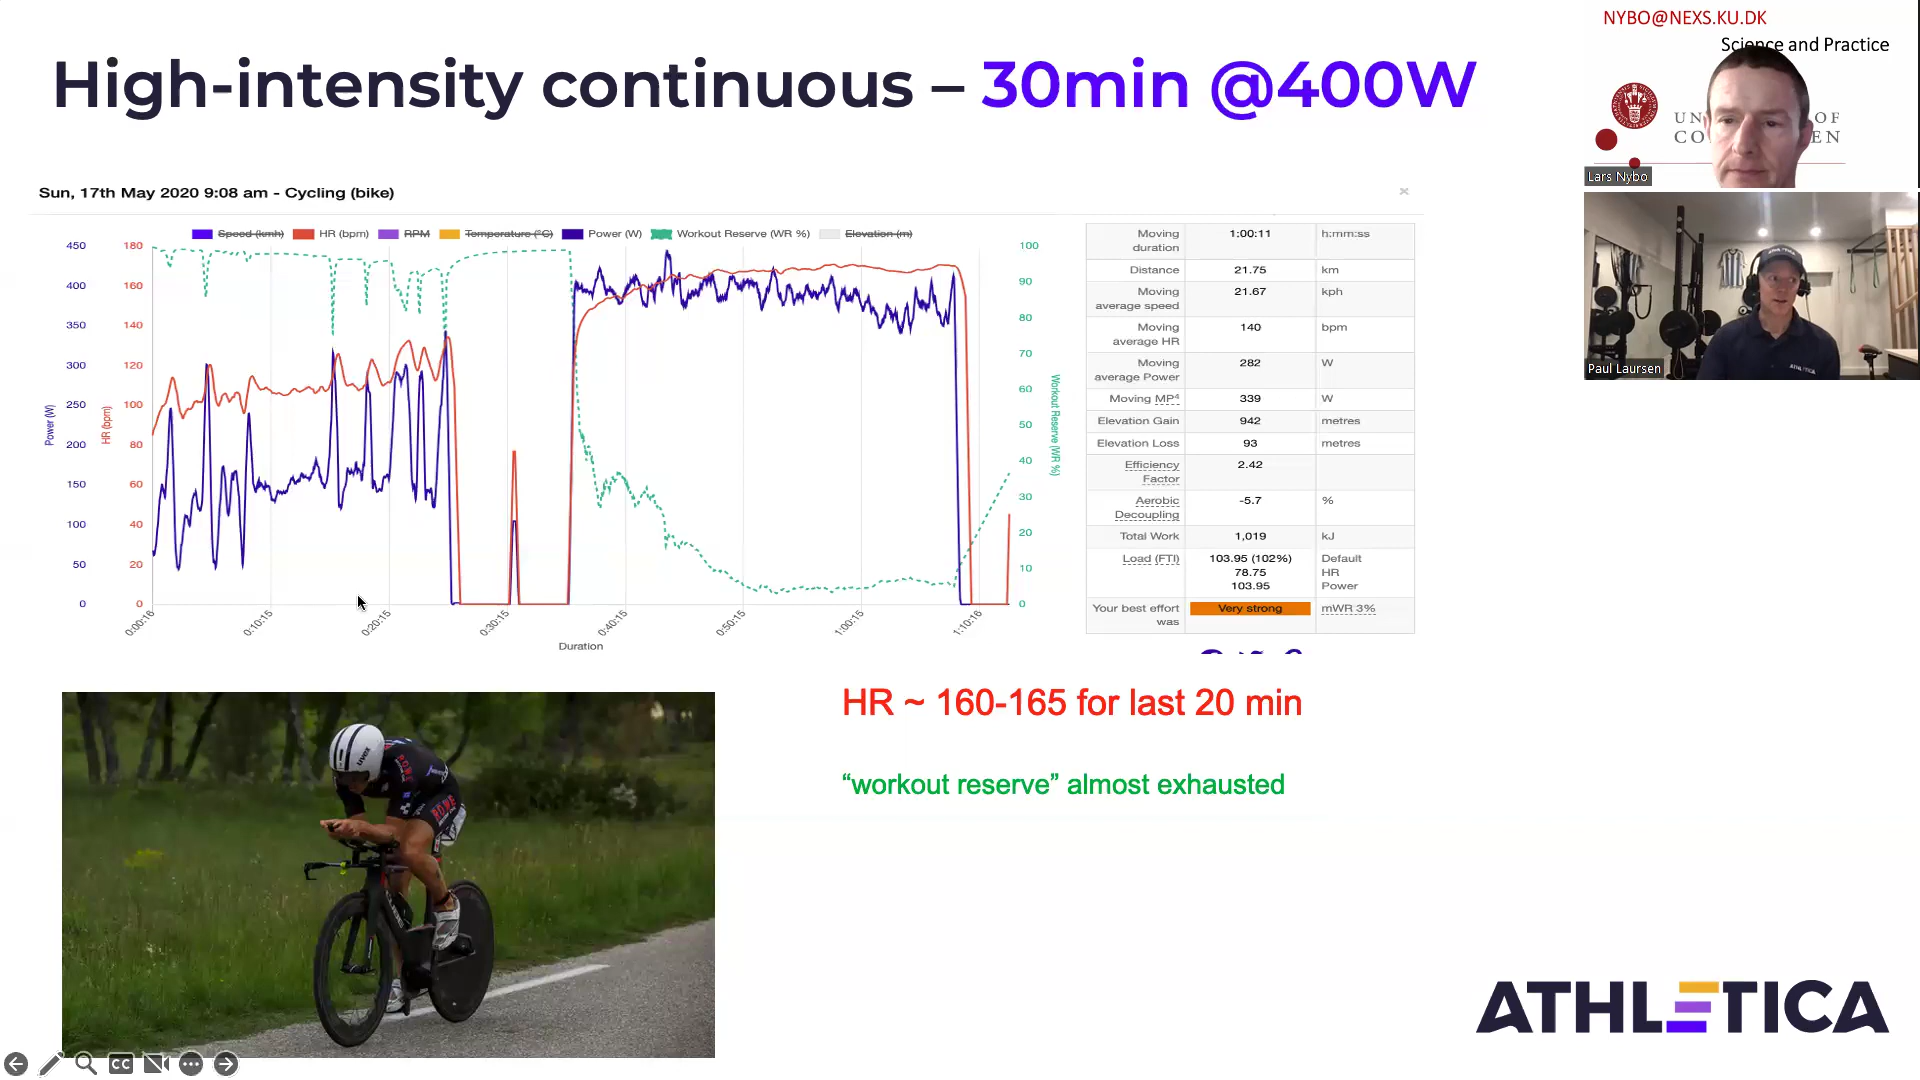 High-intensity continuous – 30min @400W
NYBO@NEXS.KU.DK
Science and Practice
UN OF
CO EN
Lars Nybo
Paul Laursen
Sun, 17th May 2020 9:08 am - Cycling (bike)
×
Speed (kmh) HR (bpm) RPM Temperature (°C) Power (W) Workout Reserve (WR %) Elevation (m)
450 180 100
400 160 90
350 140 80
300 120 70
250 100 60
200 80 50
150 60 40
100 40 30
50 20 20
0 0 10
0
Power (W)
HR (bpm)
Workout Reserve (WR %)
0:00:16 0:10:15 0:20:15 0:30:15 0:40:15 0:50:15 1:00:15 1:10:16
Duration
Moving duration 1:00:11 h:mm:ss
Distance 21.75 km
Moving average speed 21.67 kph
Moving average HR 140 bpm
Moving average Power 282 W
Moving MP⁴ 339 W
Elevation Gain 942 metres
Elevation Loss 93 metres
Efficiency Factor 2.42
Aerobic Decoupling -5.7 %
Total Work 1,019 kJ
Load (FTI) 103.95 (102%) Default
78.75 HR
103.95 Power
Your best effort was Very strong mWR 3%
HR ~ 160-165 for last 20 min
“workout reserve” almost exhausted
uvex
ATHLETICA
CC